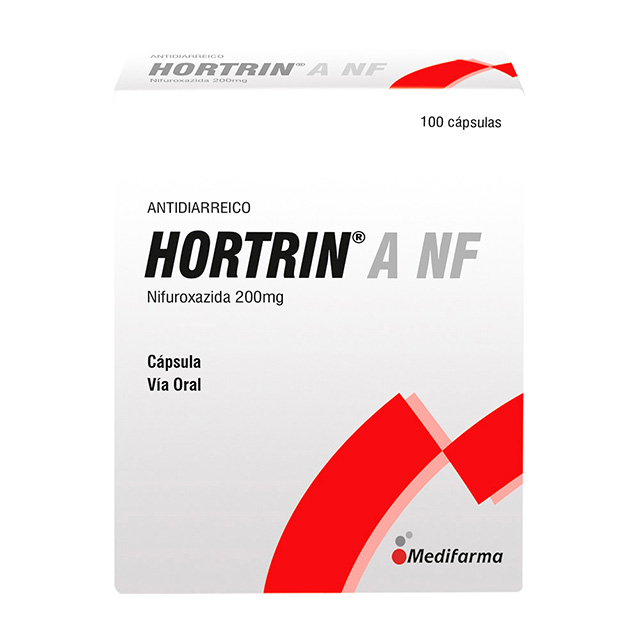 ANTIDIARREICO
HORTRIN® A NF
Nifuroxazida 200mg
100 cápsulas
ANTIDIARREICO
HORTRIN® A NF
Nifuroxazida 200mg
Cápsula
Vía Oral
Medifarma